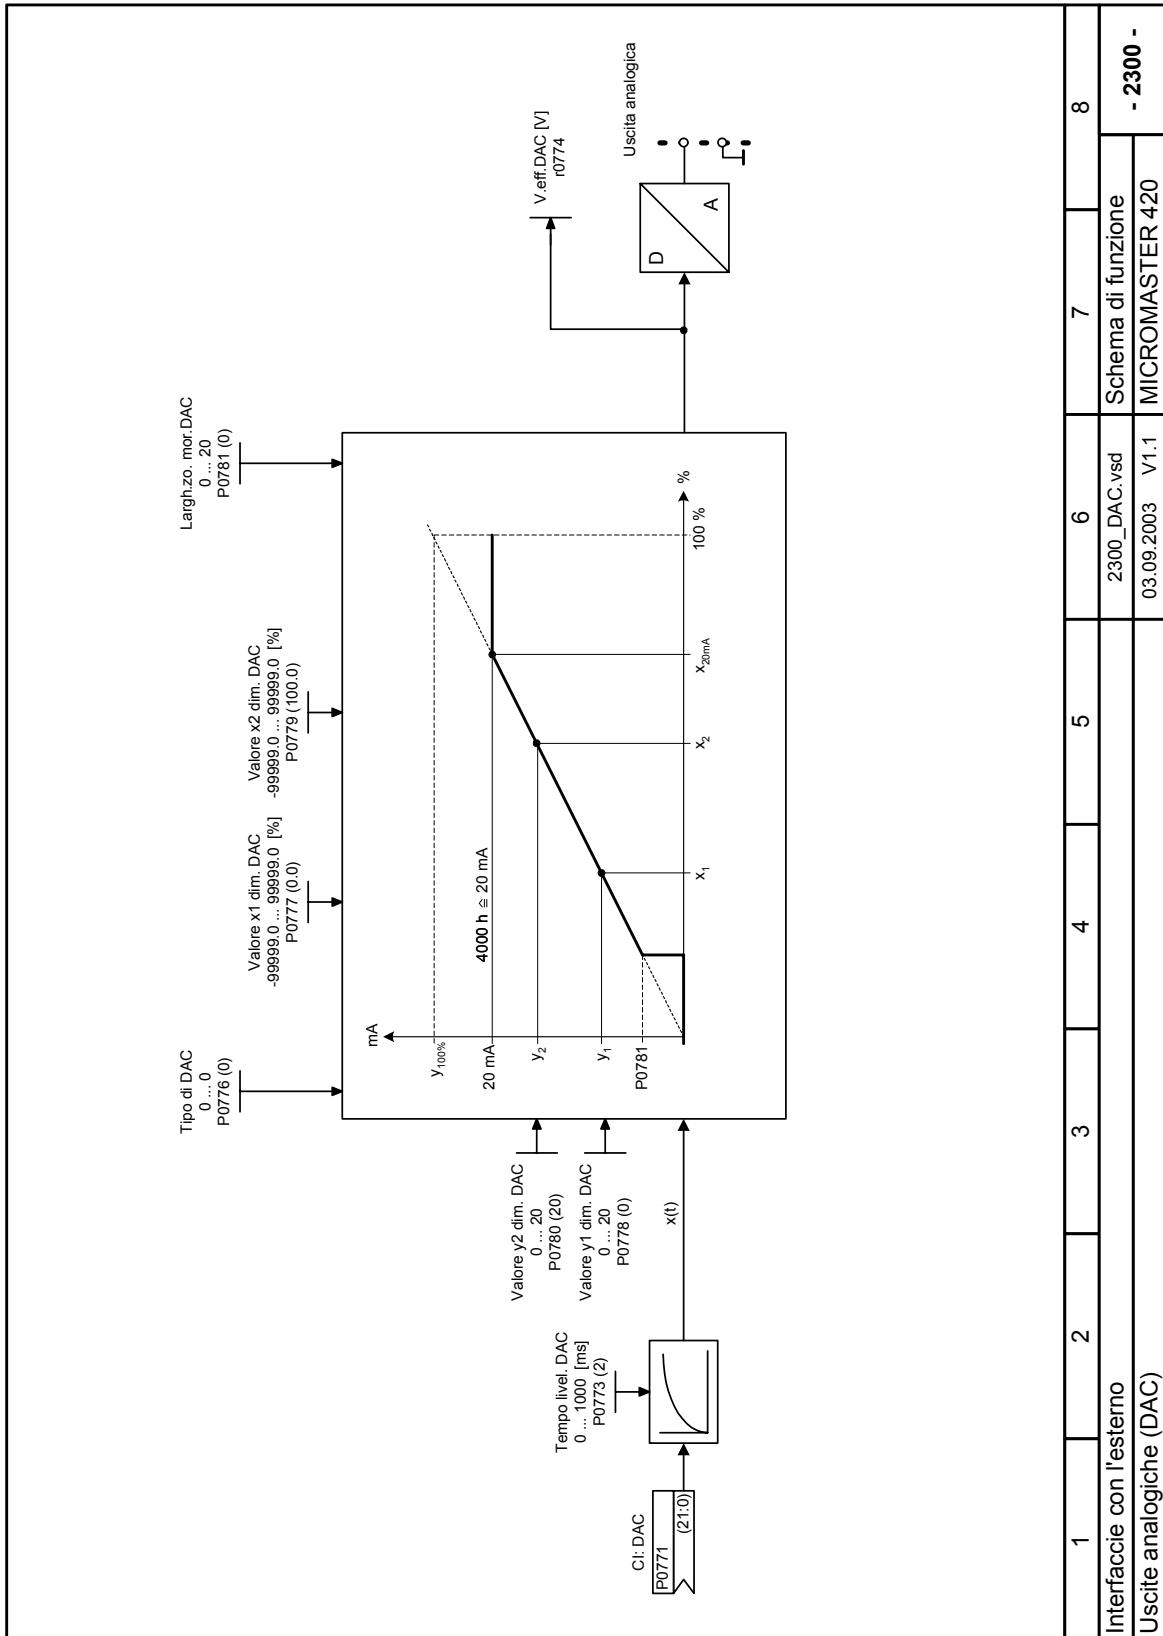 CI: DAC
P0771
(21:0)
Tempo livel. DAC
0 ... 1000 [ms]
P0773 (2)
x(t)
Valore y2 dim. DAC
0 ... 20
P0780 (20)
Valore y1 dim. DAC
0 ... 20
P0778 (0)
Tipo di DAC
0 ... 0
P0776 (0)
Valore x1 dim. DAC
-99999.0 ... 99999.0 [%]
P0777 (0.0)
Valore x2 dim. DAC
-99999.0 ... 99999.0 [%]
P0779 (100.0)
Largh.zo. mor.DAC
0 ... 20
P0781 (0)
mA
y100%
20 mA
y2
y1
P0781
4000 h ≙ 20 mA
x1
x2
x20mA
100 %
%
V.eff.DAC [V]
r0774
Uscita analogica
D
A
1 2 3 4 5 6 7 8
Interfaccie con l'esterno
2300_DAC.vsd
Schema di funzione
- 2300 -
Uscite analogiche (DAC)
03.09.2003 V1.1
MICROMASTER 420